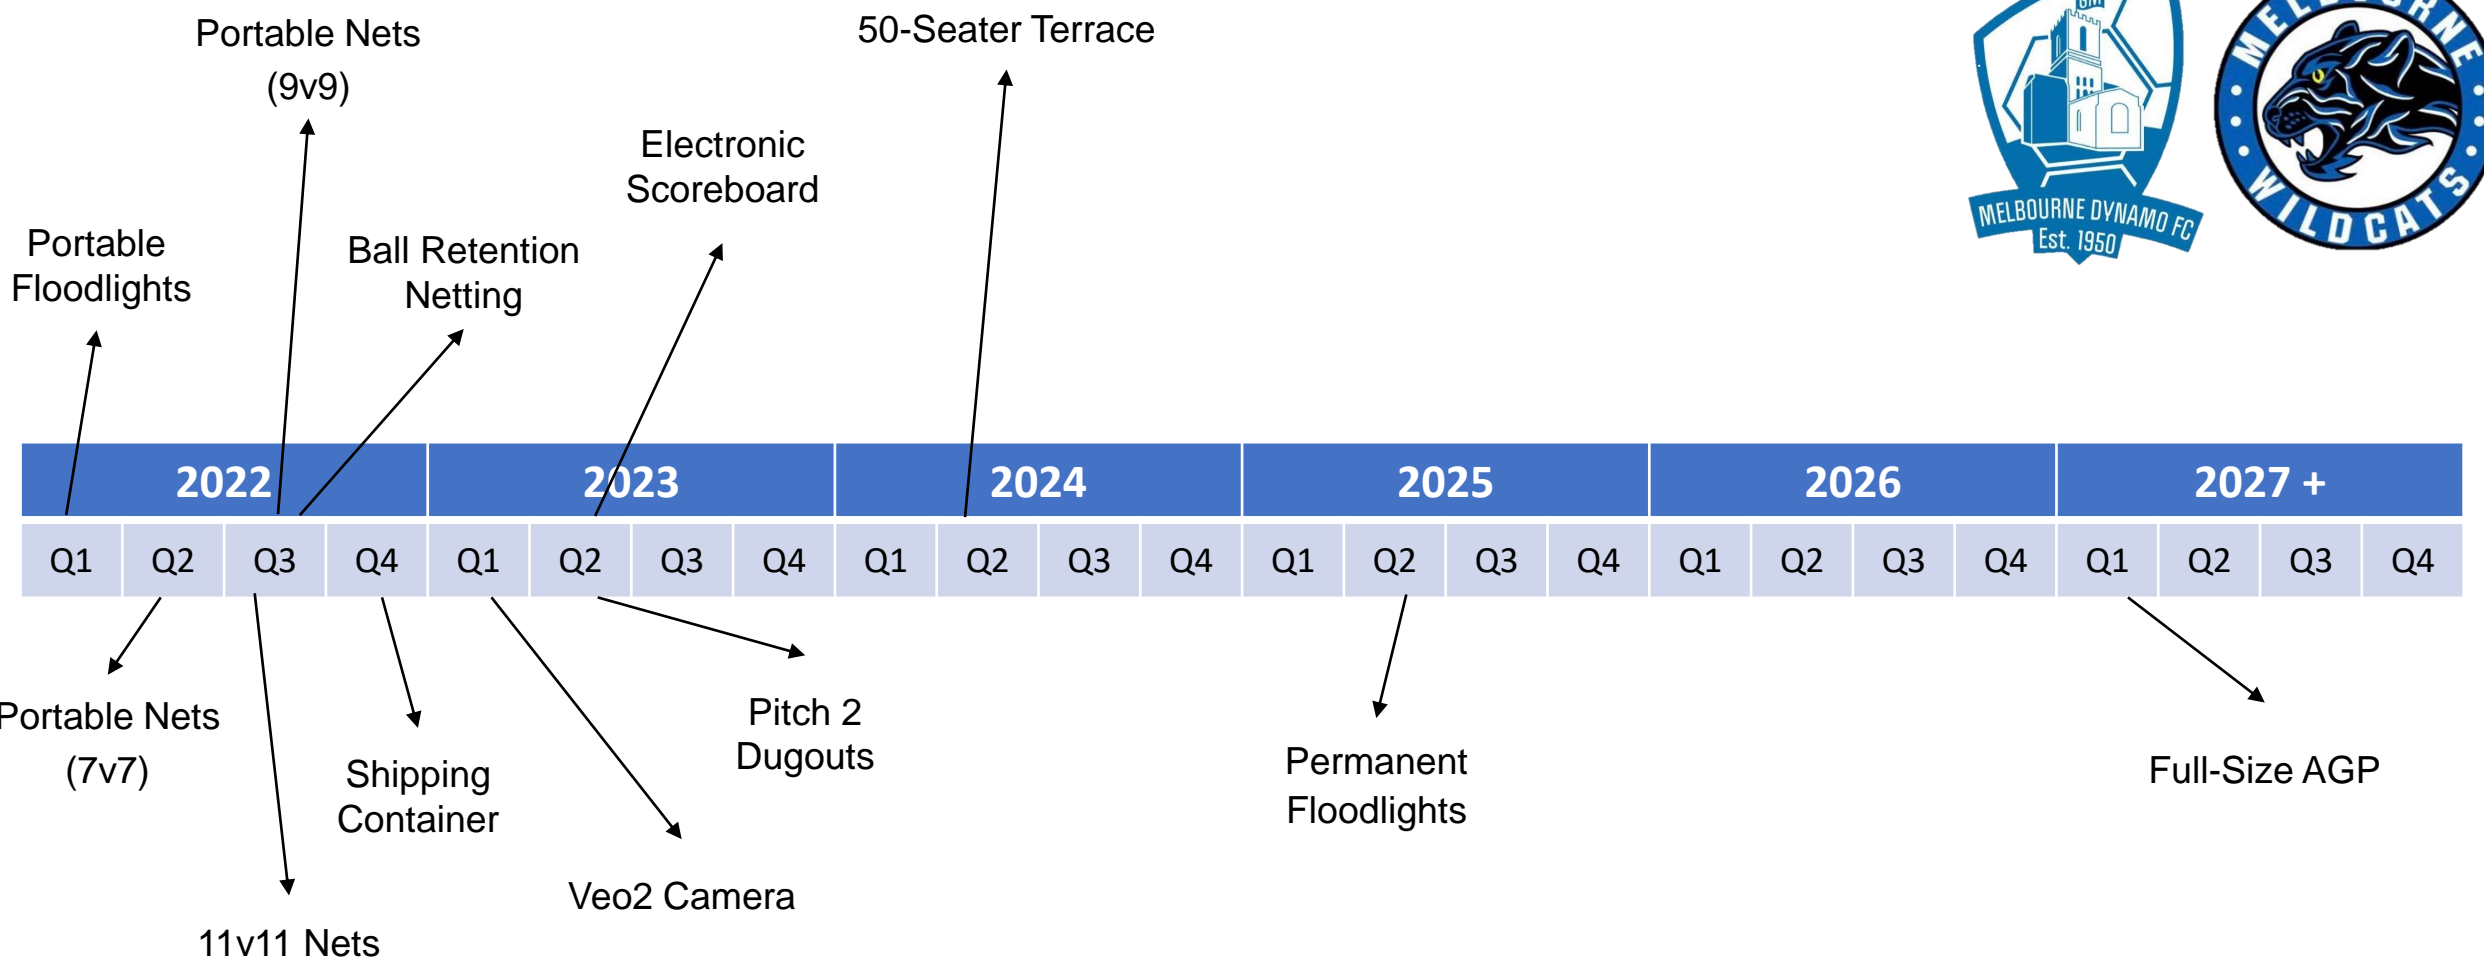 Portable Nets
(9v9)
50-Seater Terrace
GM
MELBOURNE DYNAMO FC
Est. 1950
MELBOURNE
WILDCATS
Electronic
Scoreboard
Portable
Floodlights
Ball Retention
Netting
2022 2023 2024 2025 2026 2027 +
Q1 Q2 Q3 Q4 Q1 Q2 Q3 Q4 Q1 Q2 Q3 Q4 Q1 Q2 Q3 Q4 Q1 Q2 Q3 Q4 Q1 Q2 Q3 Q4
Portable Nets
(7v7)
Shipping
Container
Pitch 2
Dugouts
Permanent
Floodlights
Full-Size AGP
Veo2 Camera
11v11 Nets